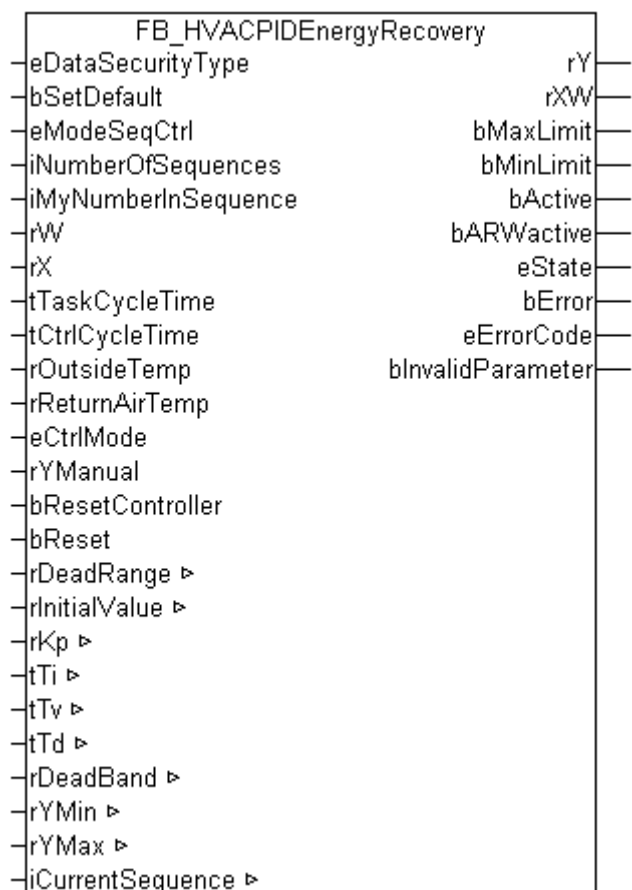 FB_HVACPIDEnergyRecovery
eDataSecurityType rY
bSetDefault rXW
eModeSeqCtrl bMaxLimit
iNumberOfSequences bMinLimit
iMyNumberInSequence bActive
rW bARWactive
rX eState
tTaskCycleTime bError
tCtrlCycleTime eErrorCode
rOutsideTemp bInvalidParameter
rReturnAirTemp
eCtrlMode
rYManual
bResetController
bReset
rDeadRange ▹
rInitialValue ▹
rKp ▹
tTi ▹
tTv ▹
tTd ▹
rDeadBand ▹
rYMin ▹
rYMax ▹
iCurrentSequence ▹